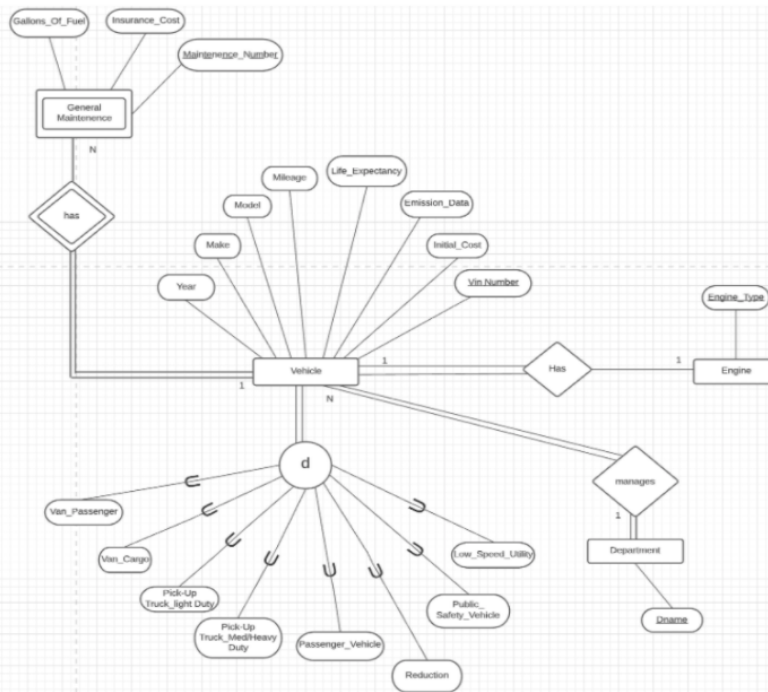 Gallons_Of_Fuel
Insurance_Cost
Maintenence_Number
General
Maintenence
N
has
Life_Expectancy
Mileage
Model
Emission_Data
Make
Initial_Cost
Year
Vin Number
Engine_Type
Vehicle
1
1
Has
1
Engine
N
d
manages
1
Van_Passenger
Department
Van_Cargo
Low_Speed_Utility
Pick-Up
Truck_light Duty
Public_
Safety_Vehicle
Dname
Pick-Up
Truck_Med/Heavy
Duty
Passenger_Vehicle
Reduction